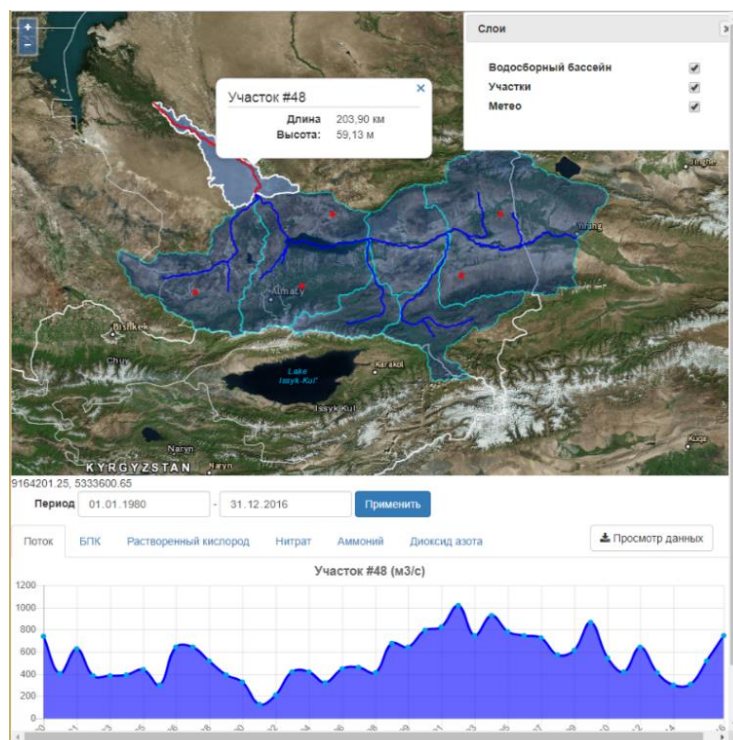 +
Слои
-
Водосборный бассейн
Участки
Метео
Участок #48
×
Длина 203,90 км
Высота: 59,13 м
Almaty
Bishkek
Chuy
Lake
Issyk-Kul'
Karakol
Issyk Kul
Naryn
KYRGYZSTAN
Naryn
Kuqa
9164201.25, 5333600.65
Период 01.01.1980 - 31.12.2016 Применить
Поток БПК Растворенный кислород Нитрат Аммоний Диоксид азота Просмотр данных
Участок #48 (м3/с)
1200
1000
800
600
400
200
0